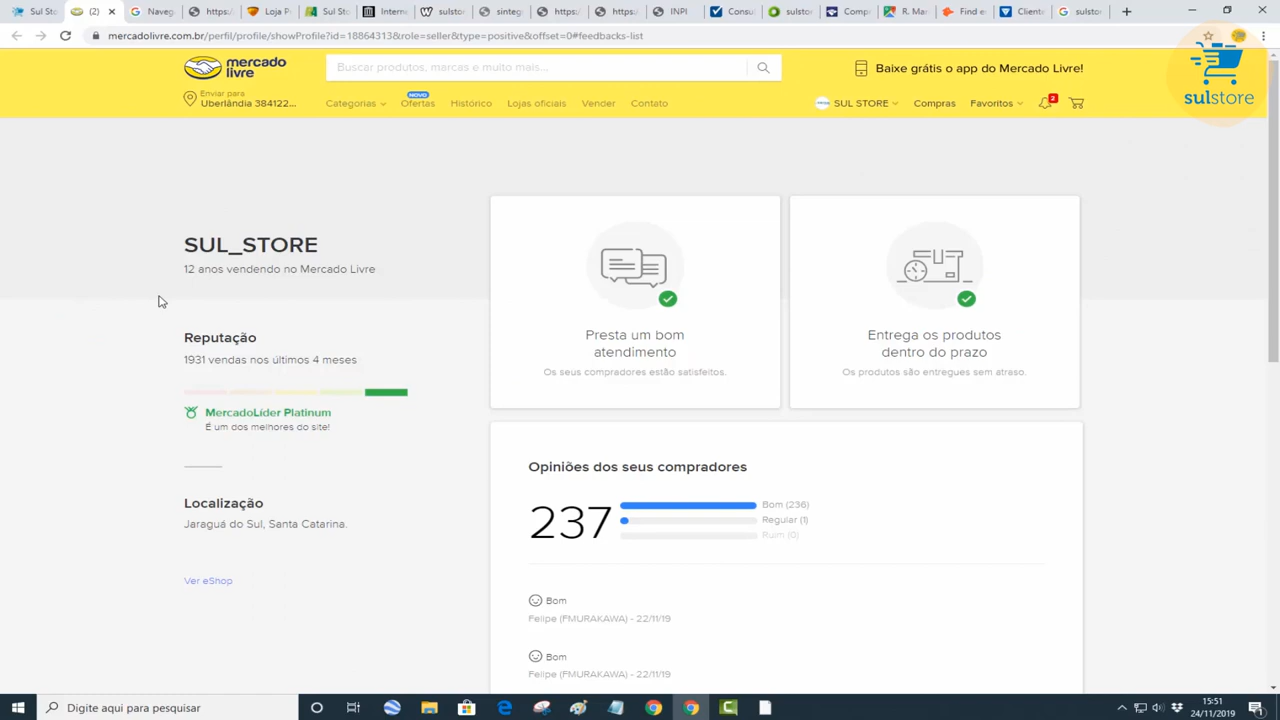 Sul Sto
(2)
Naveg
https:/
Loja P
Sul St
Intern
sulstor
sinteg
https:/
https:/
INPI
Consu
sulstor
Comp
R. Mar
Find e
Cliente
sulstor
mercadolivre.com.br/perfil/profile/showProfile?id=18864313&role=seller&type=positive&offset=0#feedbacks-list
mercado
livre
Buscar produtos, marcas e muito mais...
Baixe grátis o app do Mercado Livre!
sulstore
Enviar para
Uberlândia 384122...
Categorias
NOVO
Ofertas
Histórico
Lojas oficiais
Vender
Contato
SUL STORE
Compras
Favoritos
2
SUL_STORE
12 anos vendendo no Mercado Livre
Reputação
1931 vendas nos últimos 4 meses
MercadoLíder Platinum
É um dos melhores do site!
Localização
Jaraguá do Sul, Santa Catarina.
Ver eShop
Presta um bom
atendimento
Os seus compradores estão satisfeitos.
Entrega os produtos
dentro do prazo
Os produtos são entregues sem atraso.
Opiniões dos seus compradores
237
Bom (236)
Regular (1)
Ruim (0)
Bom
Felipe (FMURAKAWA) - 22/11/19
Bom
Felipe (FMURAKAWA) - 22/11/19
Digite aqui para pesquisar
15:51
24/11/2019
1